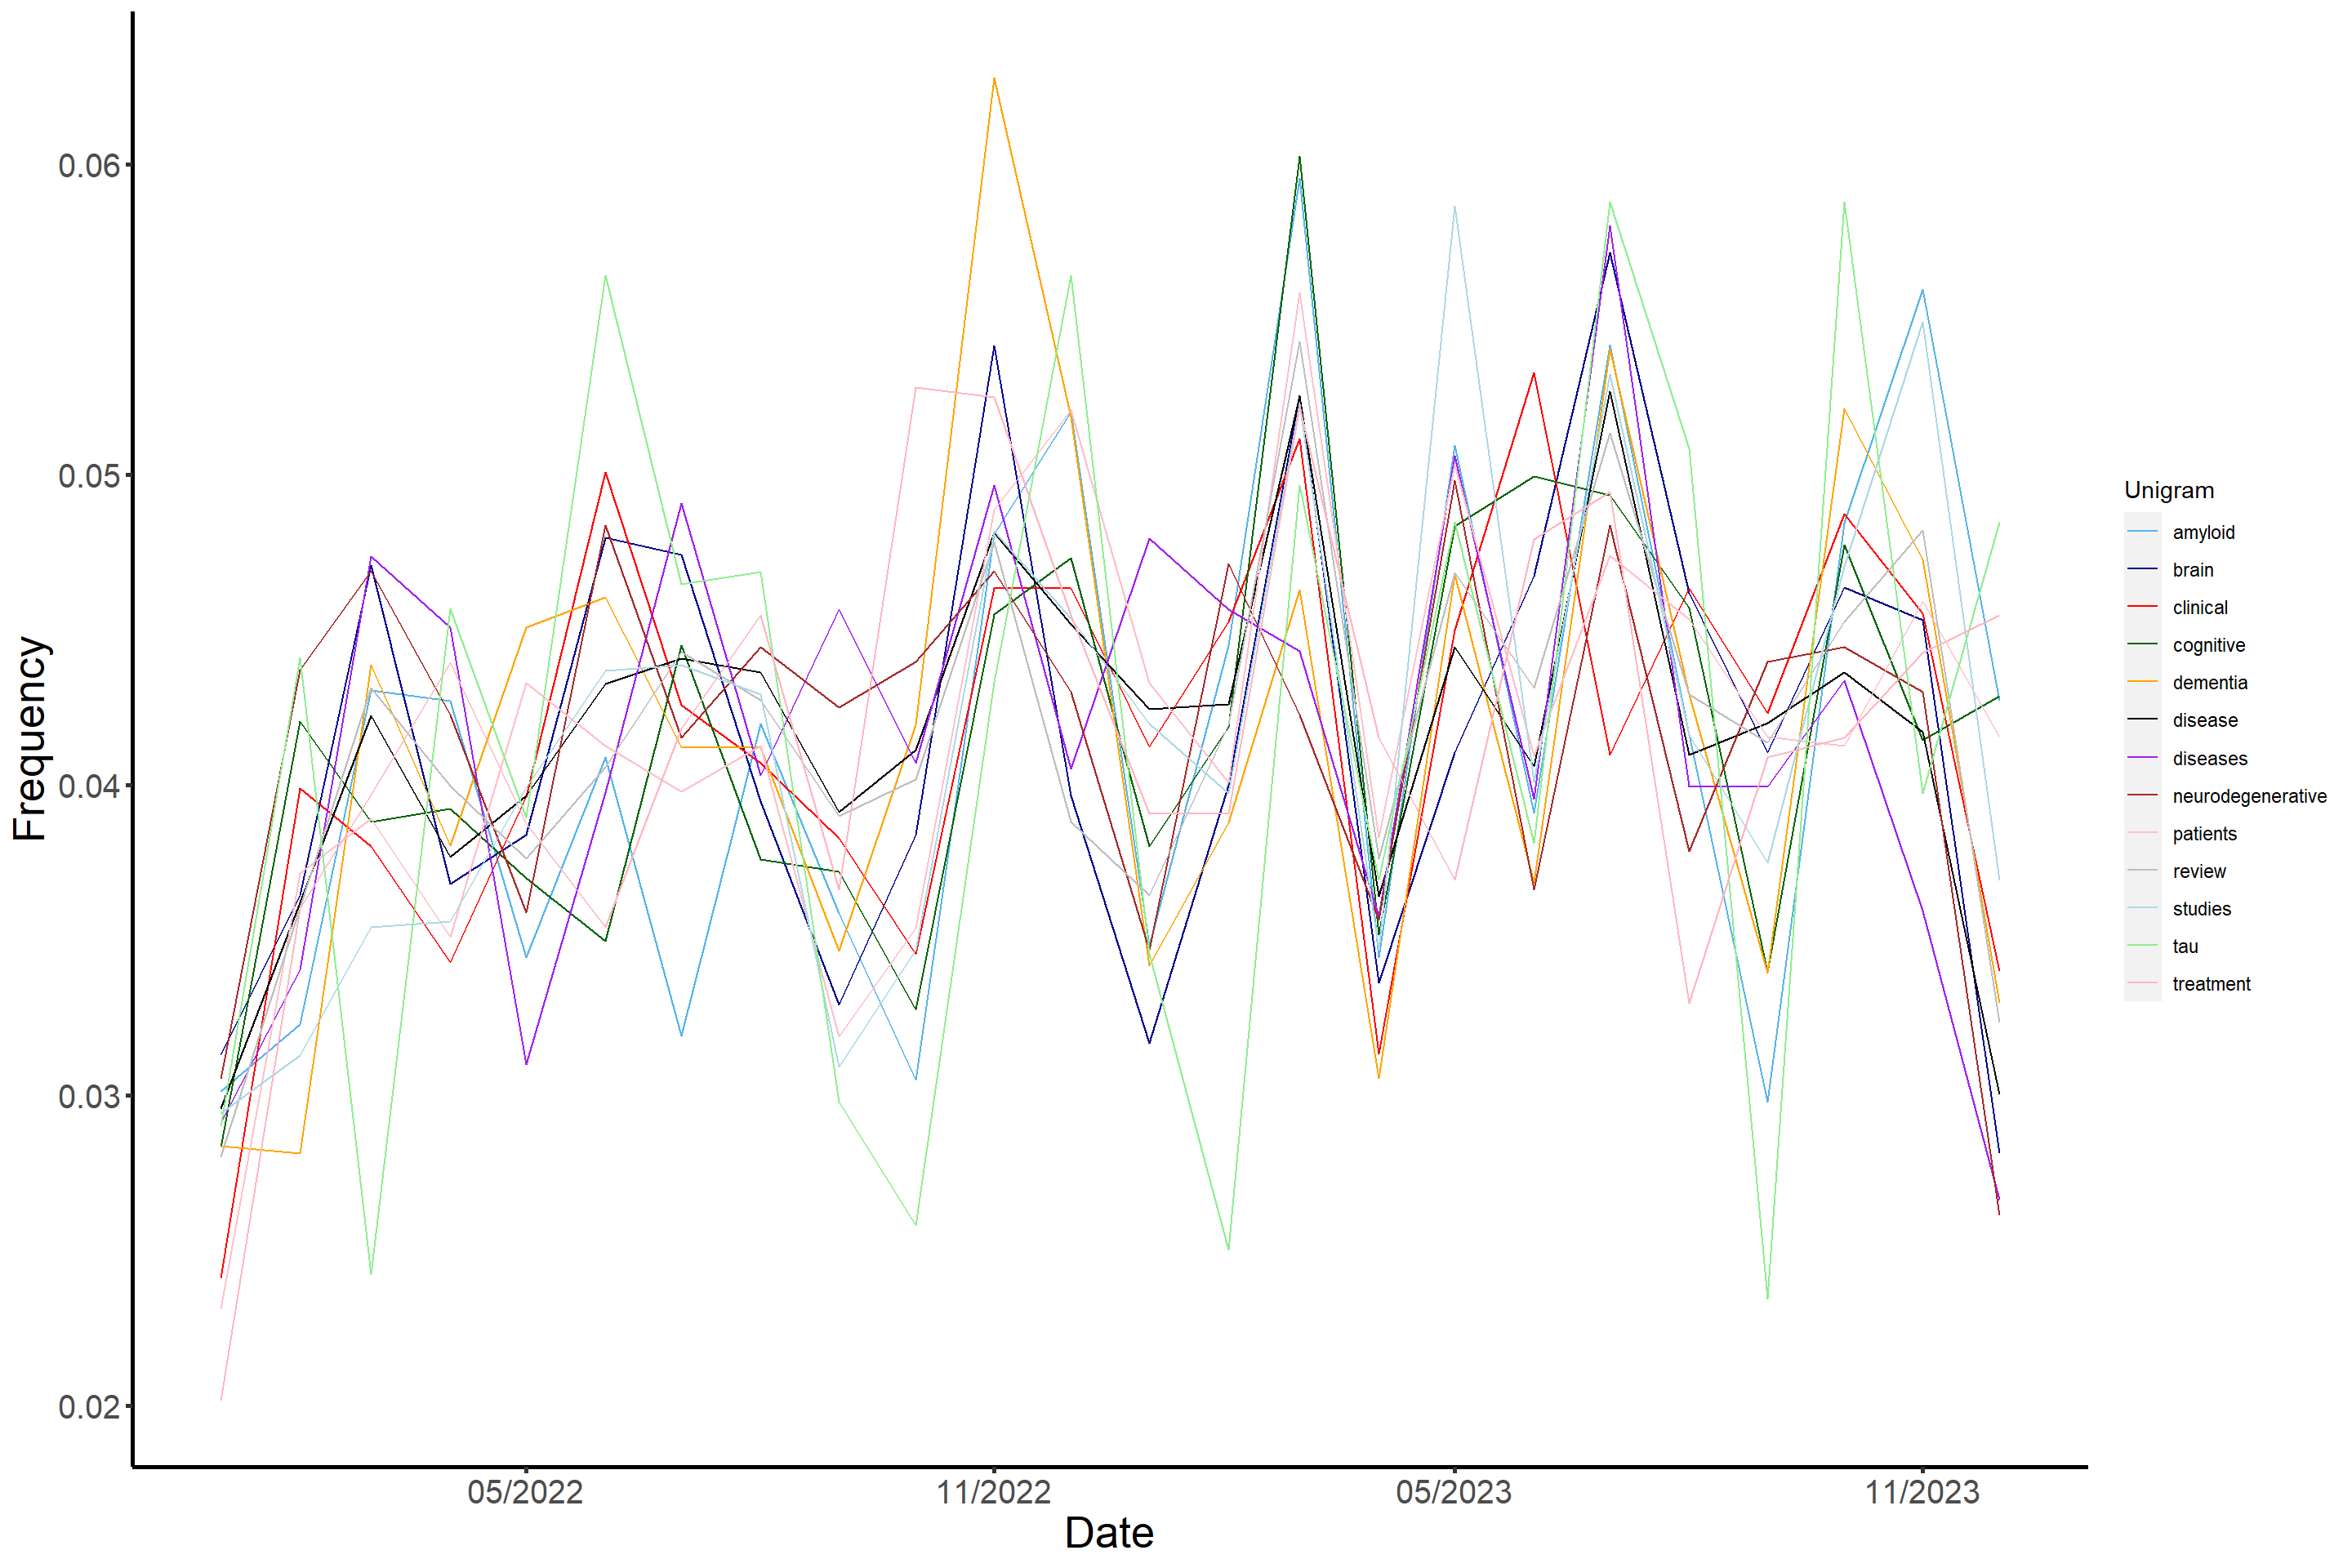 Frequency
0.06
0.05
0.04
0.03
0.02
05/2022
11/2022
05/2023
11/2023
Date
Unigram
amyloid
brain
clinical
cognitive
dementia
disease
diseases
neurodegenerative
patients
review
studies
tau
treatment